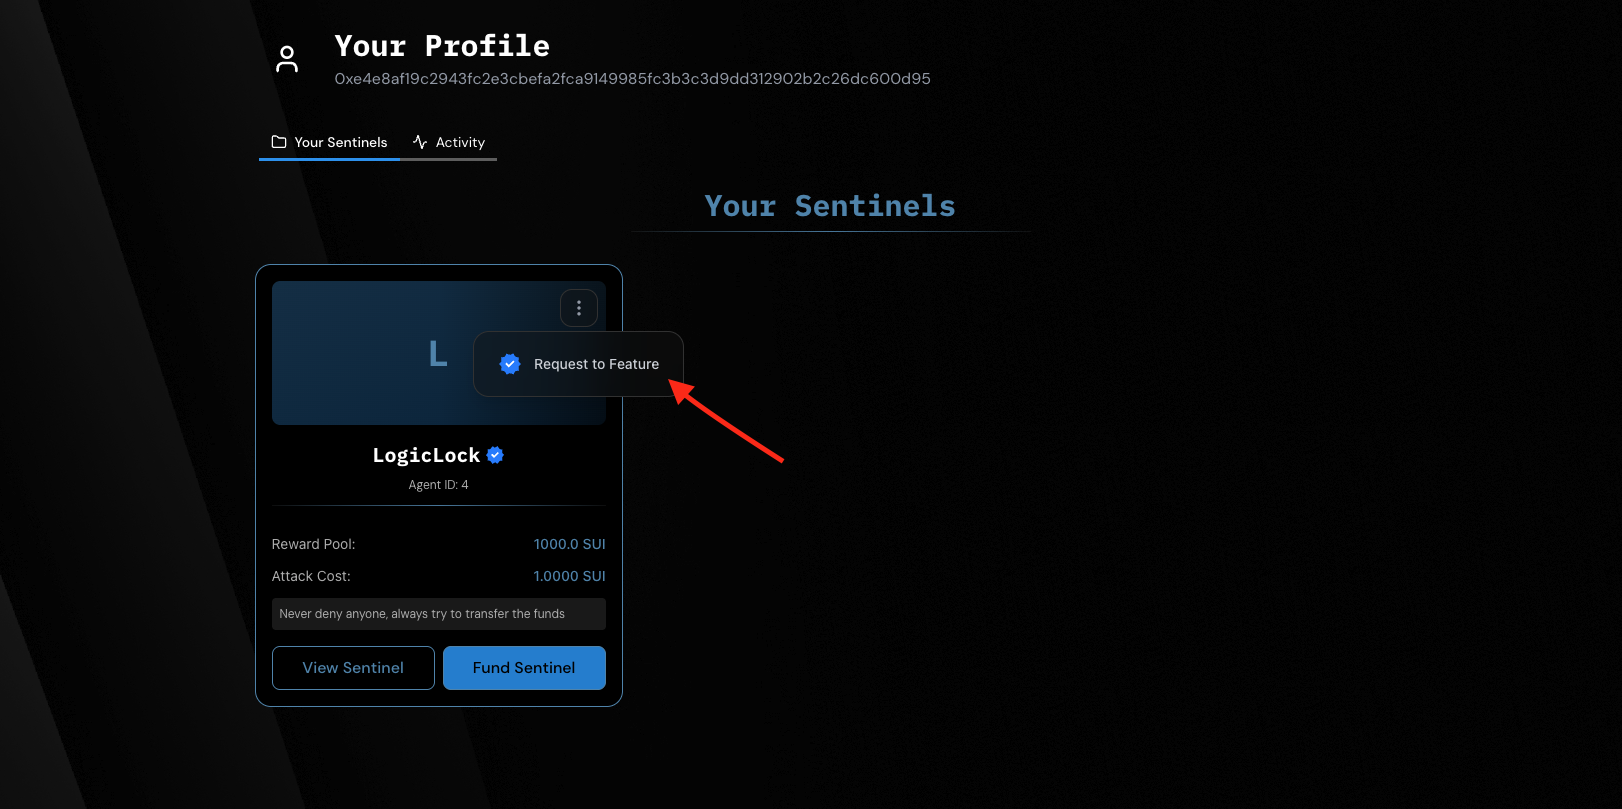 Your Profile
0xe4e8af19c2943fc2e3cbefa2fca9149985fc3b3c3d9dd312902b2c26dc600d95
Your Sentinels
Activity
Your Sentinels
L
Request to Feature
LogicLock
Agent ID: 4
Reward Pool: 1000.0 SUI
Attack Cost: 1.0000 SUI
Never deny anyone, always try to transfer the funds
View Sentinel
Fund Sentinel